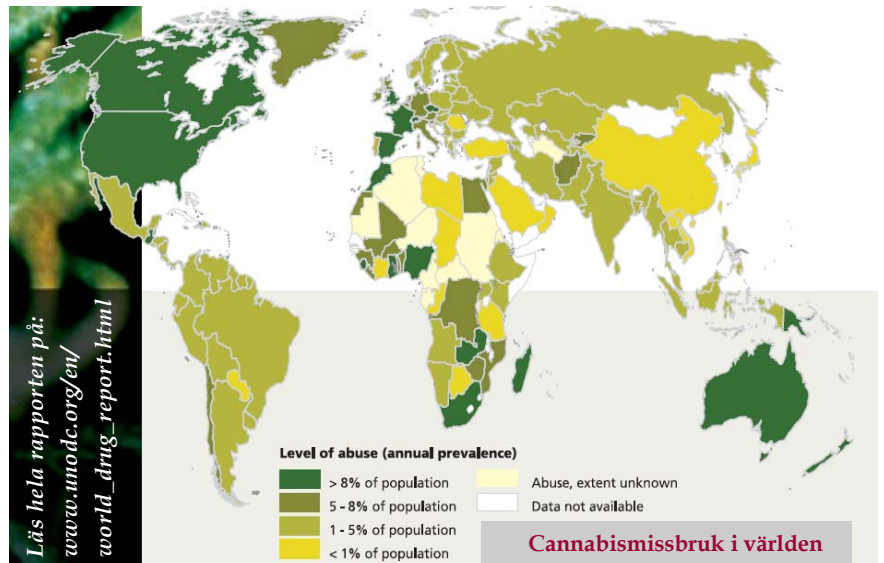 Läs hela rapporten på:
www.unodc.org/en/
world_drug_report.html
Level of abuse (annual prevalence)
> 8% of population
5 - 8% of population
1 - 5% of population
< 1% of population
Abuse, extent unknown
Data not available
Cannabismissbruk i världen